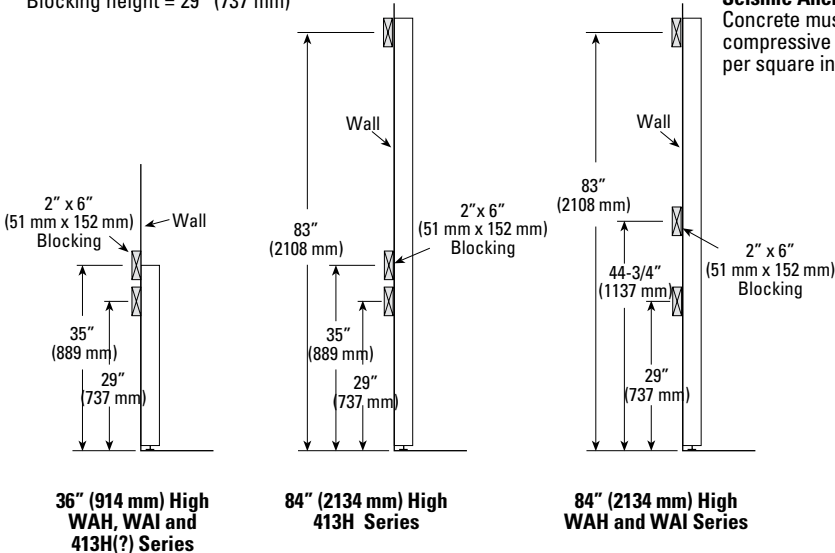 Blocking height = 29" (737 mm)
Seismic
Concrete
compressive
per square
Wall
2" x 6"
(51 mm x 152 mm)
Blocking
35"
(889 mm)
29"
(737 mm)
36" (914 mm) High
WAH, WAI and
413H(?) Series
Wall
83"
(2108 mm)
2"x 6"
(51 mm x 152 mm)
Blocking
35"
(889 mm)
29"
(737 mm)
84" (2134 mm) High
413H Series
Wall
83"
(2108 mm)
44-3/4"
(1137 mm)
2" x 6"
(51 mm x 152 mm)
Blocking
29"
(737 mm)
84" (2134 mm) High
WAH and WAI Series